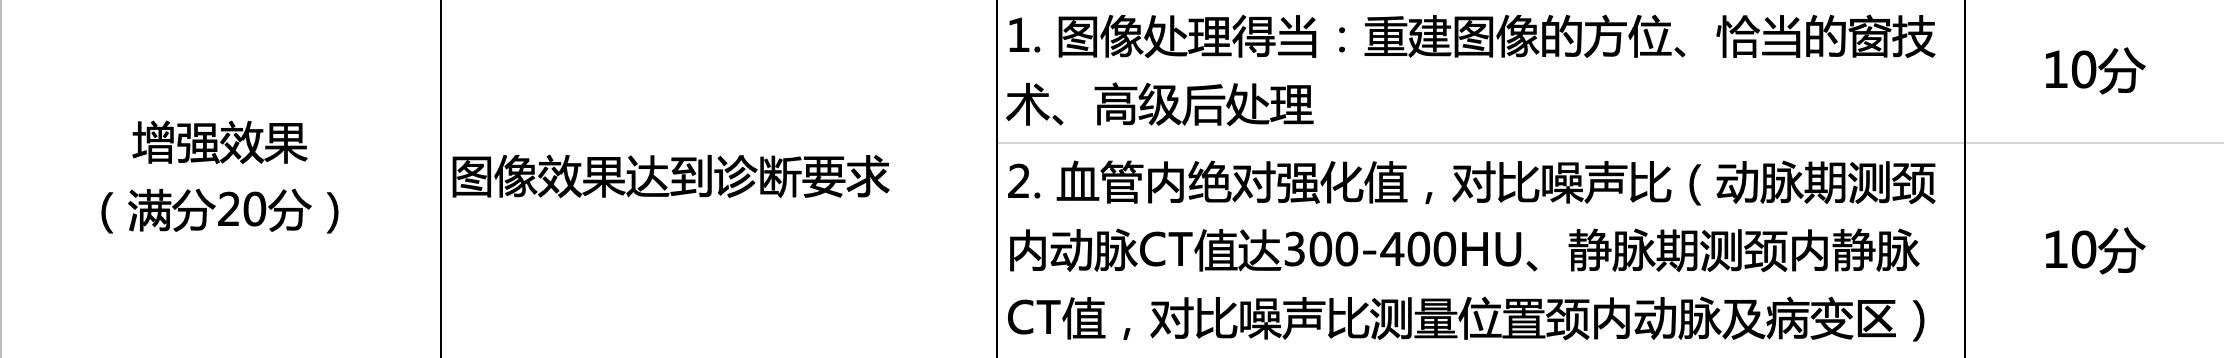 增强效果
（满分20分）
图像效果达到诊断要求
1. 图像处理得当：重建图像的方位、恰当的窗技
术、高级后处理
10分
2. 血管内绝对强化值，对比噪声比（动脉期测颈
内动脉CT值达300-400HU、静脉期测颈内静脉
CT值，对比噪声比测量位置颈内动脉及病变区）
10分